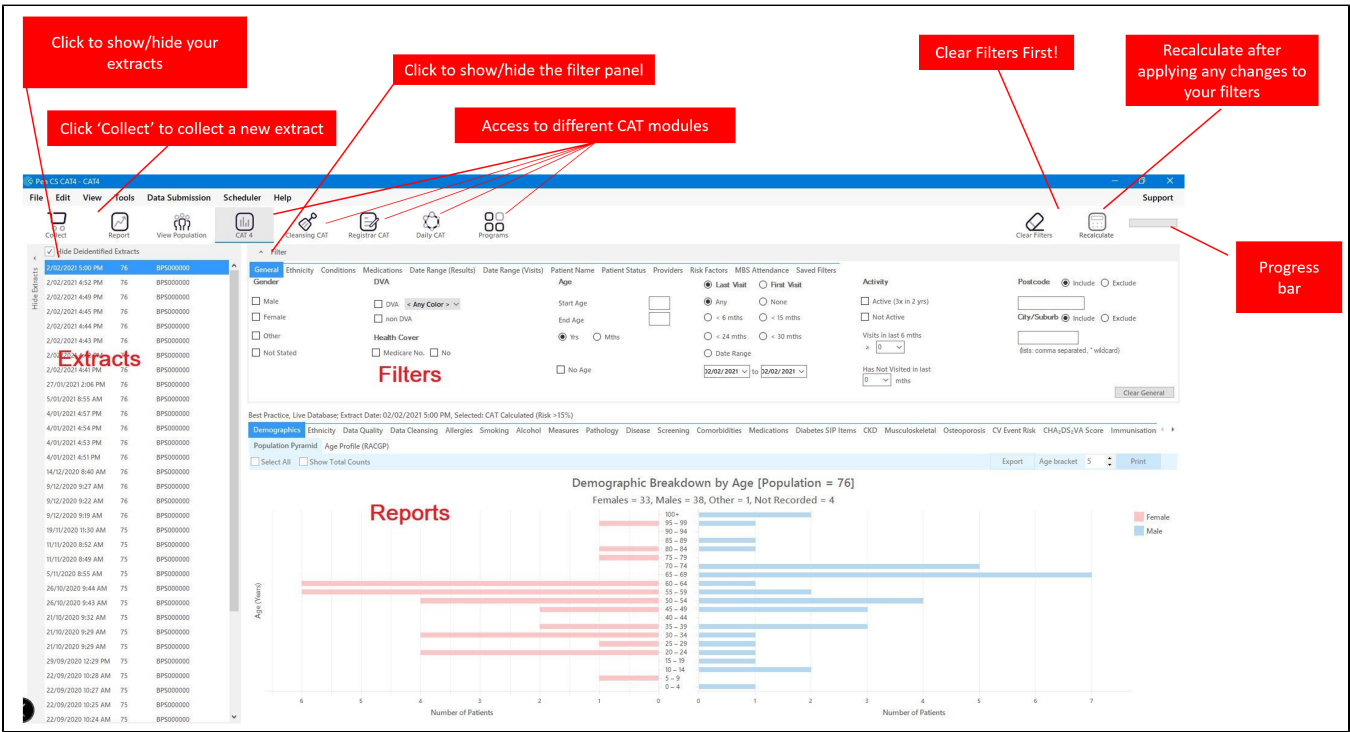 Click to show/hide your
extracts
Click to show/hide the filter panel
Clear Filters First!
Recalculate after
applying any changes to
your filters
Click 'Collect' to collect a new extract
Access to different CAT modules
Progress
bar
Pen CS CAT4 - CAT4
File Edit View Tools Data Submission Scheduler Help Support
Collect Report View Population CAT 4 Cleansing CAT Registrar CAT Daily CAT Programs Clear Filters Recalculate
Hide Extracts
Hide Deidentified Extracts
2/02/2021 5:00 PM 76 BPS000000
2/02/2021 4:52 PM 76 BPS000000
2/02/2021 4:49 PM 76 BPS000000
2/02/2021 4:45 PM 76 BPS000000
2/02/2021 4:44 PM 76 BPS000000
2/02/2021 4:43 PM 76 BPS000000
BPS000000
2/02/2021 4:41 PM 76 BPS000000
27/01/2021 2:06 PM 76 BPS000000
5/01/2021 8:55 AM 76 BPS000000
4/01/2021 4:57 PM 76 BPS000000
4/01/2021 4:54 PM 76 BPS000000
4/01/2021 4:53 PM 76 BPS000000
4/01/2021 4:51 PM 76 BPS000000
14/12/2020 8:40 AM 76 BPS000000
9/12/2020 9:27 AM 76 BPS000000
9/12/2020 9:22 AM 76 BPS000000
9/12/2020 9:19 AM 76 BPS000000
19/11/2020 11:30 AM 75 BPS000000
11/11/2020 8:52 AM 75 BPS000000
11/11/2020 8:49 AM 75 BPS000000
5/11/2020 8:55 AM 75 BPS000000
26/10/2020 9:44 AM 75 BPS000000
26/10/2020 9:43 AM 75 BPS000000
21/10/2020 9:32 AM 75 BPS000000
21/10/2020 9:29 AM 75 BPS000000
21/10/2020 9:29 AM 75 BPS000000
29/09/2020 12:29 PM 75 BPS000000
22/09/2020 10:28 AM 75 BPS000000
22/09/2020 10:27 AM 75 BPS000000
22/09/2020 10:25 AM 75 BPS000000
22/09/2020 10:24 AM 75 BPS000000
Extracts
Filter
General Ethnicity Conditions Medications Date Range (Results) Date Range (Visits) Patient Name Patient Status Providers Risk Factors MBS Attendance Saved Filters
Gender DVA Age Last Visit First Visit Activity Postcode Include Exclude
Male DVA < Any Color > Start Age Any None Active (3x in 2 yrs)
Female non DVA End Age < 6 mths < 15 mths Not Active City/Suburb Include Exclude
Other Health Cover Yrs Mths < 24 mths < 30 mths Visits in last 6 mths
Not Stated Medicare No. No Date Range ≥ 0 (lists: comma separated, * wildcard)
Filters
No Age 02/02/2021 to 02/02/2021 Has Not Visited in last
0 mths
Clear General
Best Practice, Live Database; Extract Date: 02/02/2021 5:00 PM, Selected: CAT Calculated (Risk >15%)
Demographics Ethnicity Data Quality Data Cleansing Allergies Smoking Alcohol Measures Pathology Disease Screening Comorbidities Medications Diabetes SIP Items CKD Musculoskeletal Osteoporosis CV Event Risk CHA₂DS₂VA Score Immunisation
Population Pyramid Age Profile (RACGP)
Select All Show Total Counts Export Age bracket 5 Print
Demographic Breakdown by Age [Population = 76]
Females = 33, Males = 38, Other = 1, Not Recorded = 4
Reports
Female
Male
Age (Years)
100+
95 – 99
90 – 94
85 – 89
80 – 84
75 – 79
70 – 74
65 – 69
60 – 64
55 – 59
50 – 54
45 – 49
40 – 44
35 – 39
30 – 34
25 – 29
20 – 24
15 – 19
10 – 14
5 – 9
0 – 4
6 5 4 3 2 1 0 0 1 2 3 4 5 6 7
Number of Patients Number of Patients